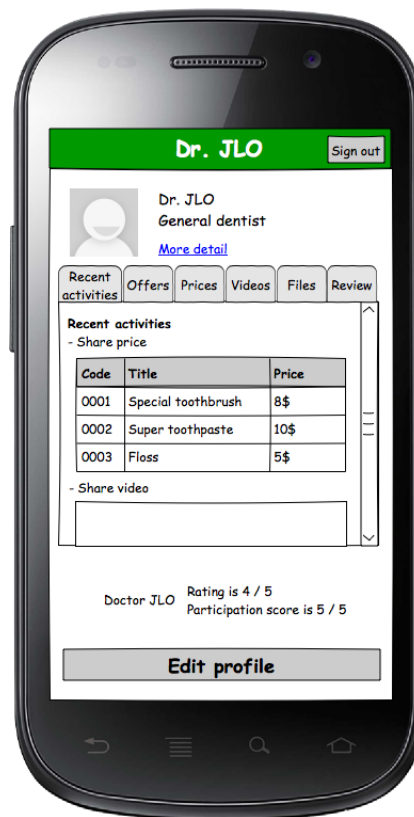 Dr. JLO
Sign out
Dr. JLO
General dentist
More detail
Recent activities
Offers
Prices
Videos
Files
Review
Recent activities
- Share price
Code Title Price
0001 Special toothbrush 8$
0002 Super toothpaste 10$
0003 Floss 5$
- Share video
Doctor JLO
Rating is 4 / 5
Participation score is 5 / 5
Edit profile